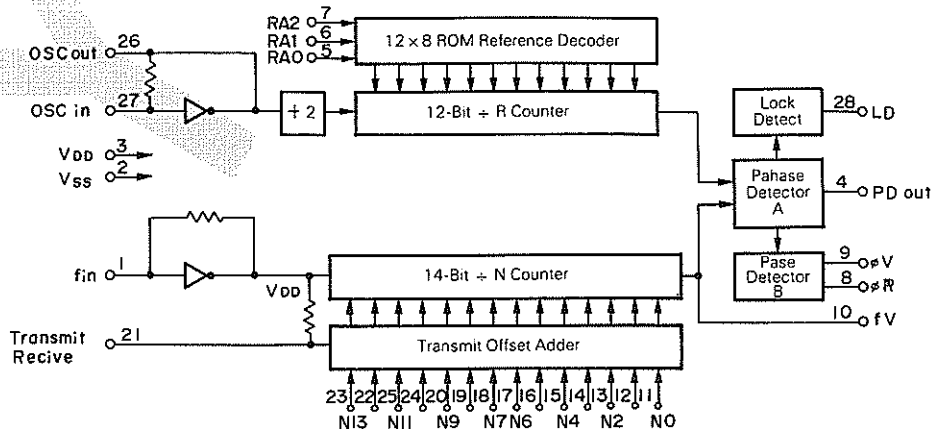 RA2 7
RA1 6
RA0 5
12 × 8 ROM Reference Decoder
OSC out 26
OSC in 27
÷ 2
12-Bit ÷ R Counter
Lock
Detect
28 LD
VDD 3
VSS 2
Pahase
Detector
A
4 PD out
fin 1
14-Bit ÷ N Counter
Pase
Detector
B
9 φV
8 φR
VDD
10 fV
Transmit 21
Recive
Transmit Offset Adder
23 22 25 24 20 19 18 17 16 15 14 13 12 11
N13 N11 N9 N7 N6 N4 N2 N0